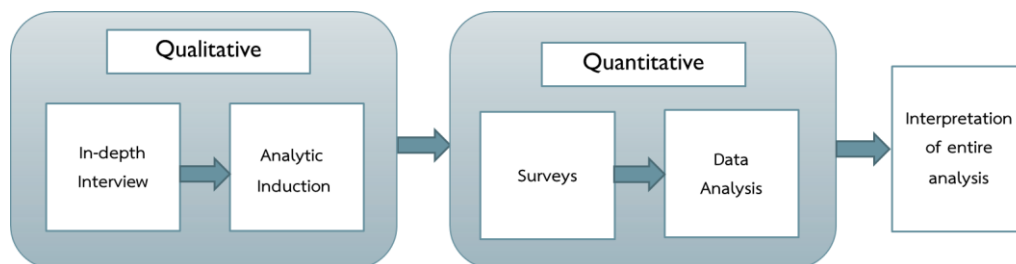 Qualitative
In-depth
Interview
Analytic
Induction
Quantitative
Surveys
Data
Analysis
Interpretation
of entire
analysis